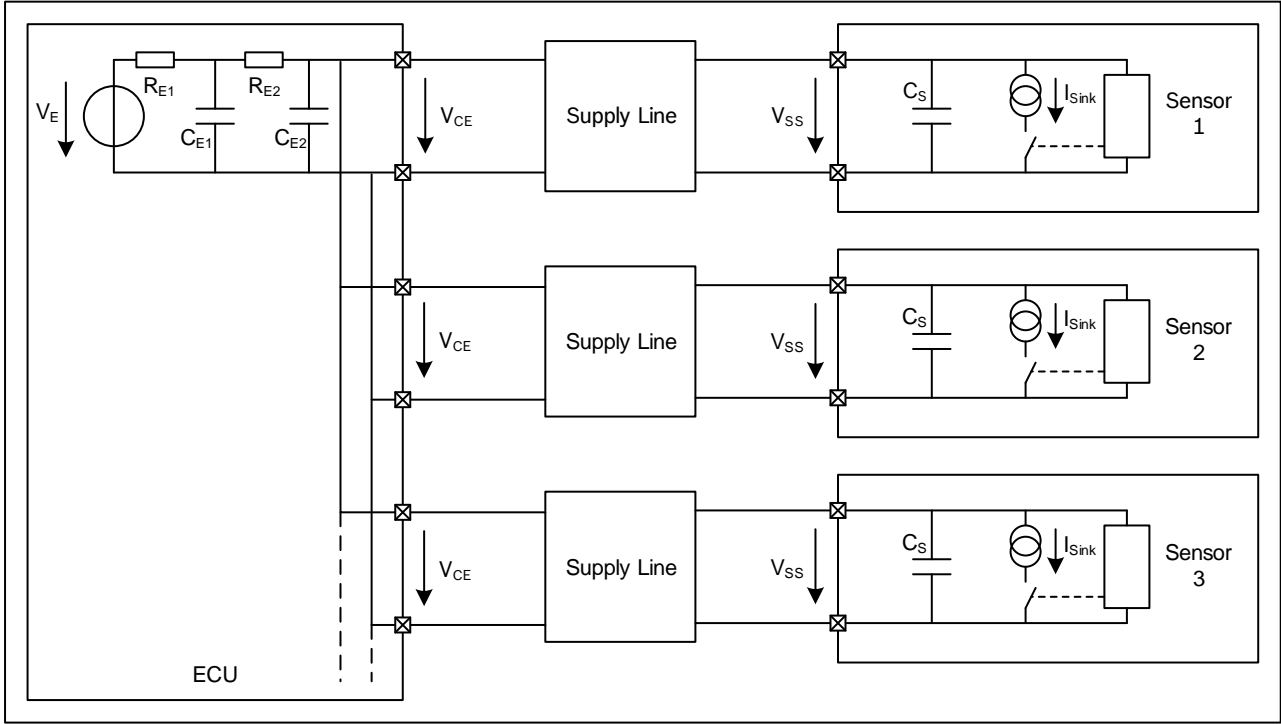 R_E1
R_E2
V_E
C_E1
C_E2
V_CE
Supply Line
V_SS
C_S
I_Sink
Sensor
1
V_CE
Supply Line
V_SS
C_S
I_Sink
Sensor
2
V_CE
Supply Line
V_SS
C_S
I_Sink
Sensor
3
ECU